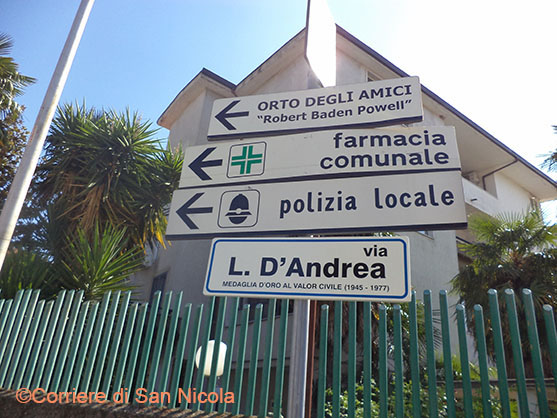 ORTO DEGLI AMICI
"Robert Baden Powell"
farmacia
comunale
polizia locale
via
L. D'Andrea
MEDAGLIA D'ORO AL VALOR CIVILE (1945 - 1977)
©Corriere di San Nicola